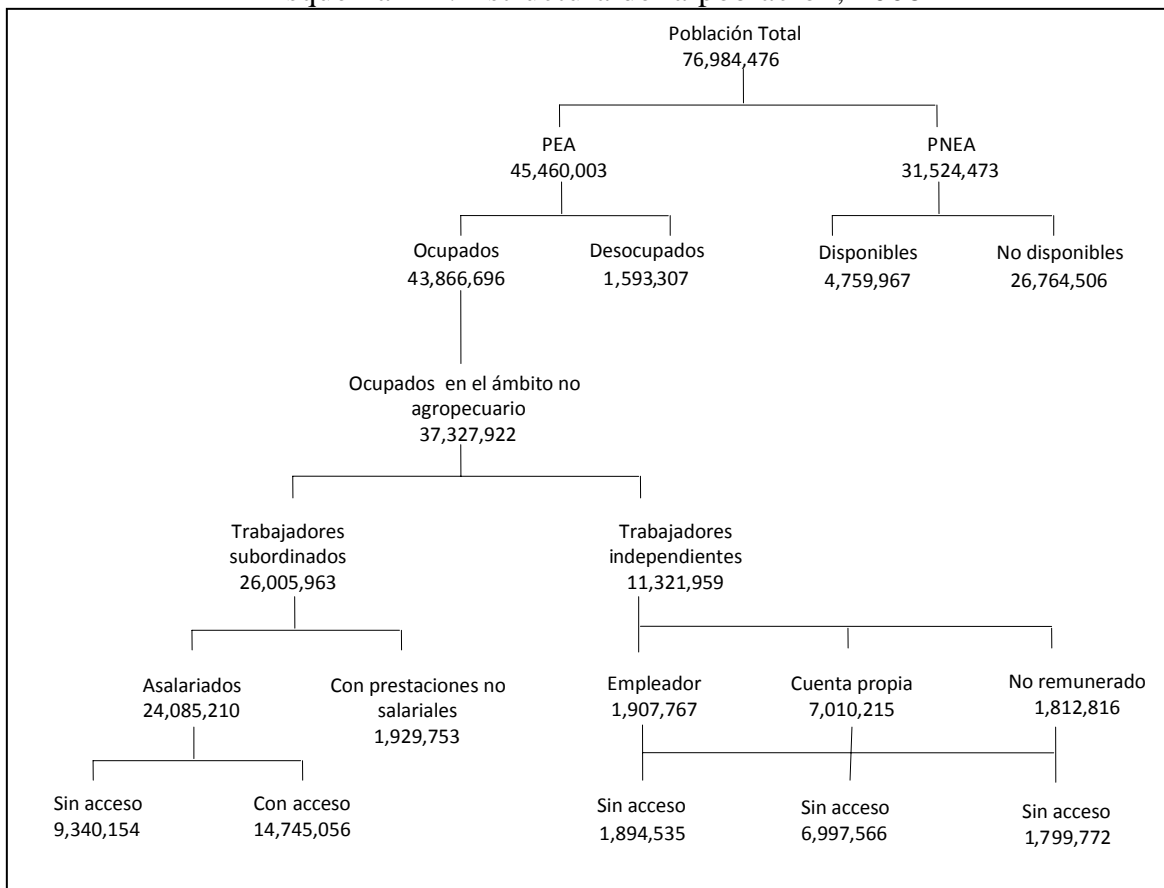 Población Total
76,984,476
PEA
45,460,003
PNEA
31,524,473
Ocupados
43,866,696
Desocupados
1,593,307
Disponibles
4,759,967
No disponibles
26,764,506
Ocupados en el ámbito no
agropecuario
37,327,922
Trabajadores
subordinados
26,005,963
Trabajadores
independientes
11,321,959
Asalariados
24,085,210
Con prestaciones no
salariales
1,929,753
Empleador
1,907,767
Cuenta propia
7,010,215
No remunerado
1,812,816
Sin acceso
9,340,154
Con acceso
14,745,056
Sin acceso
1,894,535
Sin acceso
6,997,566
Sin acceso
1,799,772